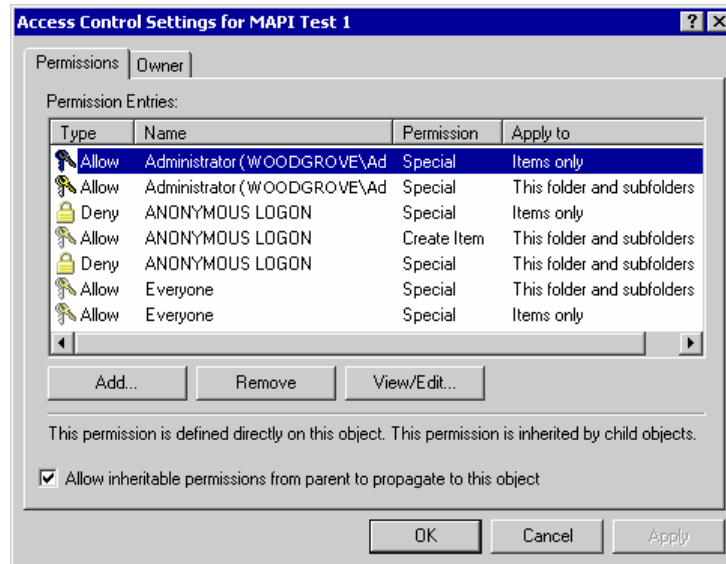 Access Control Settings for MAPI Test 1
Permissions Owner
Permission Entries:
Type Name Permission Apply to
Allow Administrator (WOODGROVE\Ad Special Items only
Allow Administrator (WOODGROVE\Ad Special This folder and subfolders
Deny ANONYMOUS LOGON Special Items only
Allow ANONYMOUS LOGON Create Item This folder and subfolders
Deny ANONYMOUS LOGON Special This folder and subfolders
Allow Everyone Special This folder and subfolders
Allow Everyone Special Items only
Add... Remove View/Edit...
This permission is defined directly on this object. This permission is inherited by child objects.
Allow inheritable permissions from parent to propagate to this object
OK Cancel Apply